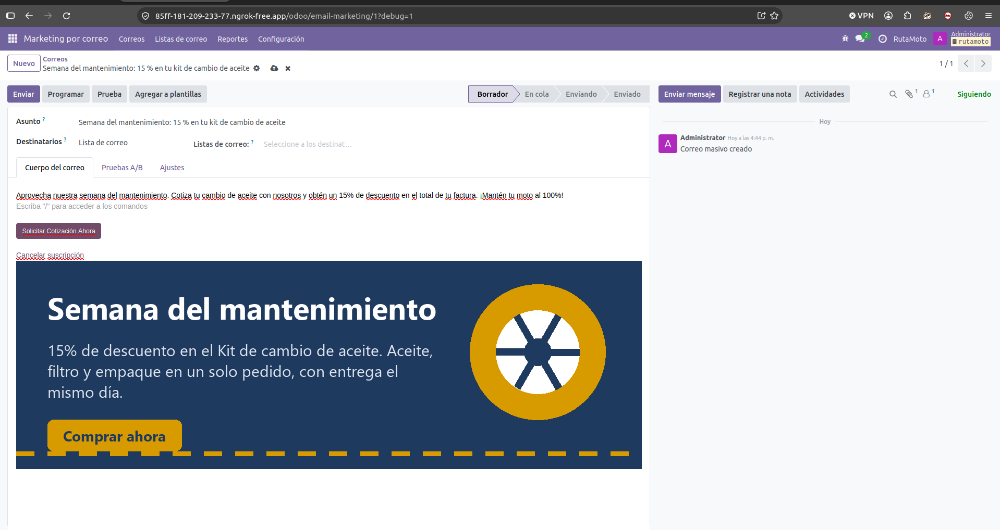 85ff-181-209-233-77.ngrok-free.app/odoo/email-marketing/1?debug=1
VPN
Marketing por correo Correos Listas de correo Reportes Configuración
2 RutaMoto A Administrator
rutamoto
Nuevo Correos
Semana del mantenimiento: 15 % en tu kit de cambio de aceite
1 / 1
Enviar Programar Prueba Agregar a plantillas Borrador En cola Enviando Enviado
Enviar mensaje Registrar una nota Actividades 1 1 Siguiendo
Asunto ? Semana del mantenimiento: 15 % en tu kit de cambio de aceite
Destinatarios ? Lista de correo Listas de correo: ? Seleccione a los destinat…
Cuerpo del correo Pruebas A/B Ajustes
Hoy
A Administrator Hoy a las 4:44 p. m.
Correo masivo creado
Aprovecha nuestra semana del mantenimiento. Cotiza tu cambio de aceite con nosotros y obtén un 15% de descuento en el total de tu factura. ¡Mantén tu moto al 100%!
Escriba "/" para acceder a los comandos
Solicitar Cotización Ahora
Cancelar suscripción
Semana del mantenimiento
15% de descuento en el Kit de cambio de aceite. Aceite,
filtro y empaque en un solo pedido, con entrega el
mismo día.
Comprar ahora